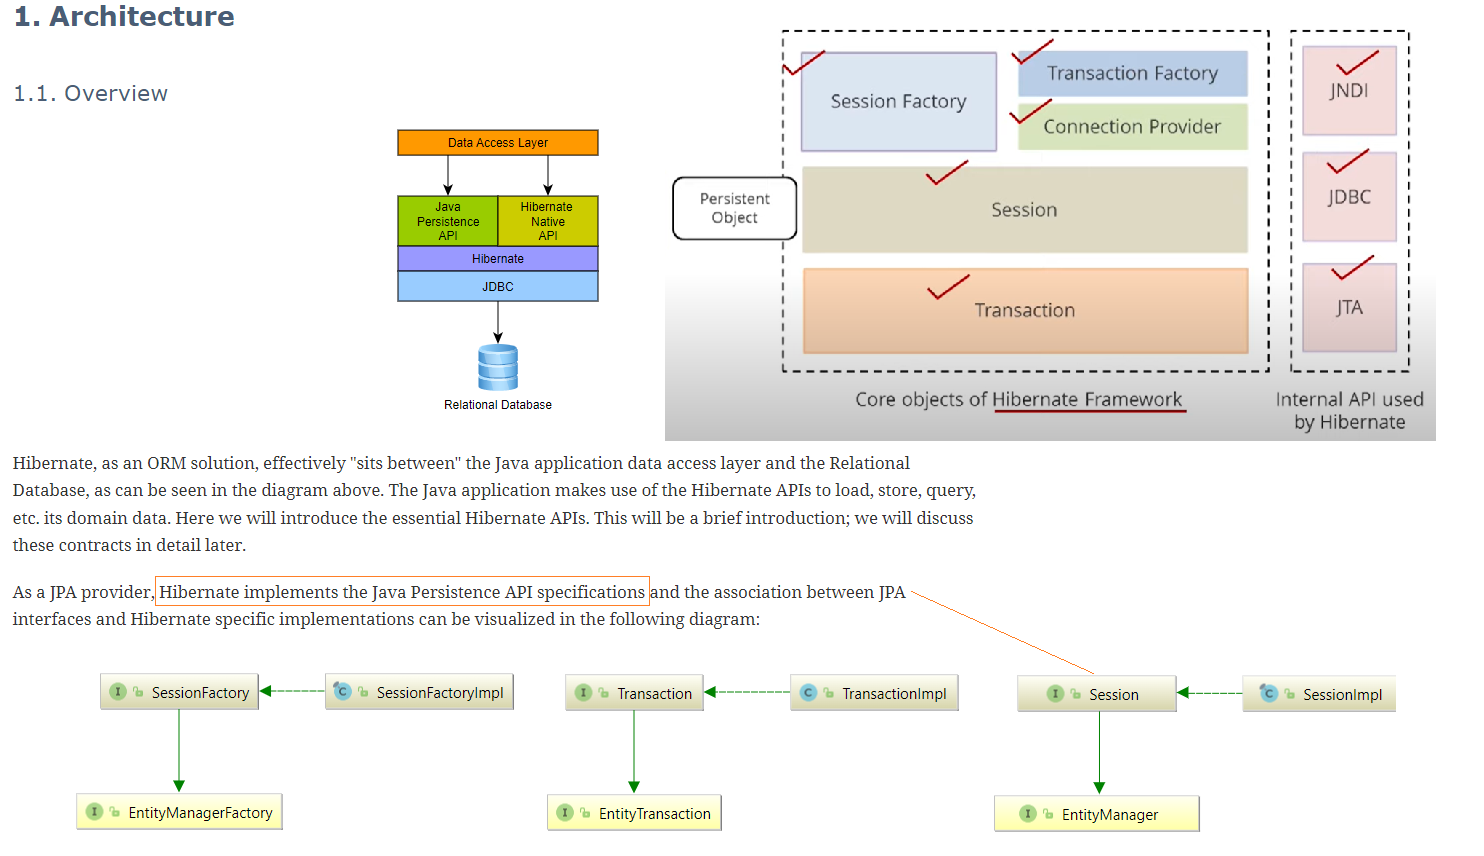 1. Architecture
1.1. Overview
Data Access Layer
Java
Persistence
API
Hibernate
Native
API
Hibernate
JDBC
Relational Database
Session Factory
Transaction Factory
Connection Provider
Persistent
Object
Session
Transaction
Core objects of Hibernate Framework
JNDI
JDBC
JTA
Internal API used
by Hibernate
Hibernate, as an ORM solution, effectively "sits between" the Java application data access layer and the Relational
Database, as can be seen in the diagram above. The Java application makes use of the Hibernate APIs to load, store, query,
etc. its domain data. Here we will introduce the essential Hibernate APIs. This will be a brief introduction; we will discuss
these contracts in detail later.
As a JPA provider, Hibernate implements the Java Persistence API specifications and the association between JPA
interfaces and Hibernate specific implementations can be visualized in the following diagram:
I SessionFactory
C SessionFactoryImpl
I Transaction
C TransactionImpl
I Session
C SessionImpl
I EntityManagerFactory
I EntityTransaction
I EntityManager